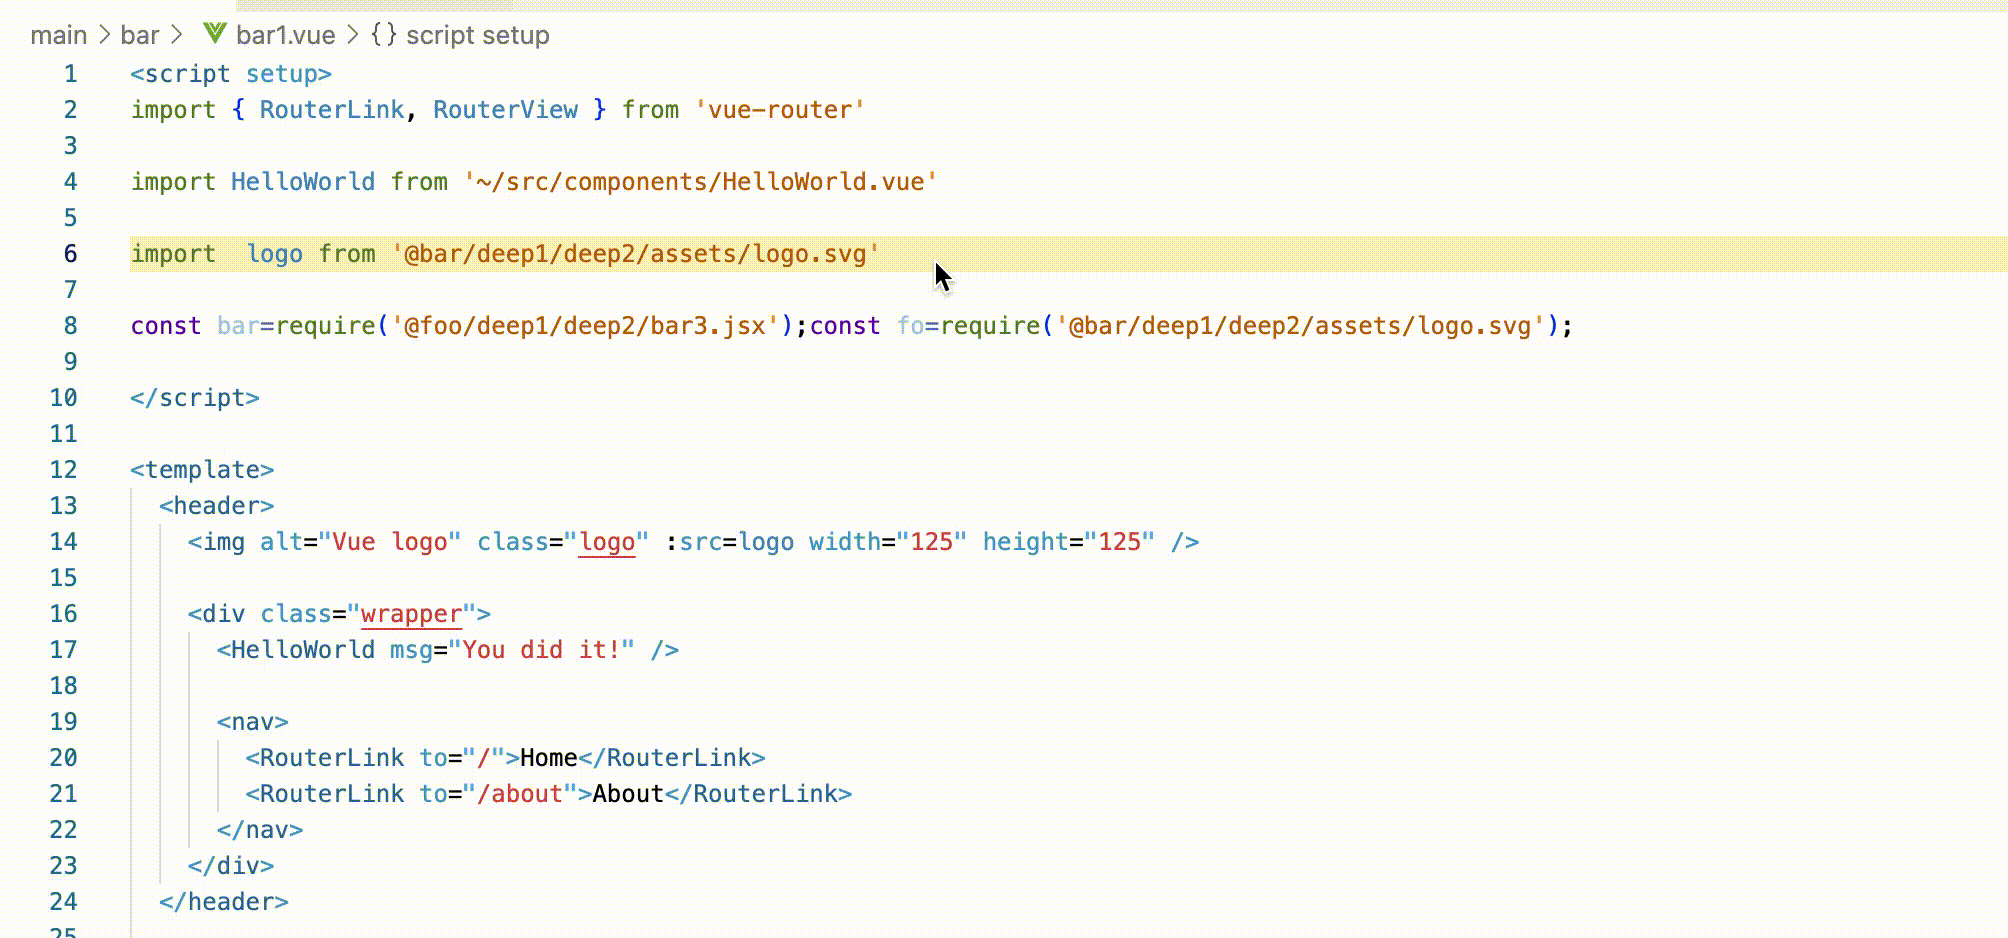 main > bar > bar1.vue > {} script setup
1 <script setup>
2 import { RouterLink, RouterView } from 'vue-router'
3
4 import HelloWorld from '~/src/components/HelloWorld.vue'
5
6 import  logo from '@bar/deep1/deep2/assets/logo.svg'
7
8 const bar=require('@foo/deep1/deep2/bar3.jsx');const fo=require('@bar/deep1/deep2/assets/logo.svg');
9
10 </script>
11
12 <template>
13   <header>
14     <img alt="Vue logo" class="logo" :src=logo width="125" height="125" />
15
16     <div class="wrapper">
17       <HelloWorld msg="You did it!" />
18
19       <nav>
20         <RouterLink to="/">Home</RouterLink>
21         <RouterLink to="/about">About</RouterLink>
22       </nav>
23     </div>
24   </header>
25